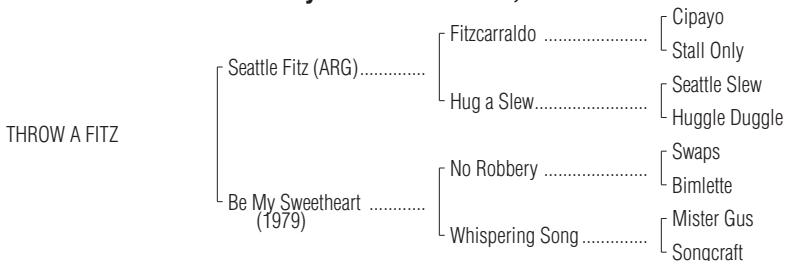 Cipayo
Fitzcarraldo ........................
Stall Only
Seattle Fitz (ARG)..............
Seattle Slew
Hug a Slew..........................
Huggle Duggle
THROW A FITZ
Swaps
No Robbery ........................
Bimlette
Be My Sweetheart ............
(1979)
Mister Gus
Whispering Song...............
Songcraft